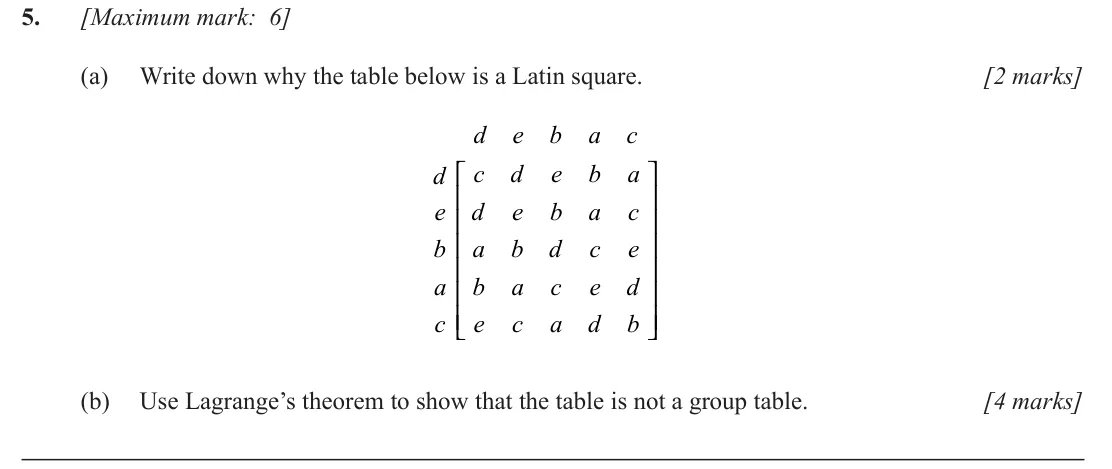 5. [Maximum mark: 6]
(a) Write down why the table below is a Latin square. [2 marks]
d e b a c
d c d e b a
e d e b a c
b a b d c e
a b a c e d
c e c a d b
(b) Use Lagrange’s theorem to show that the table is not a group table. [4 marks]